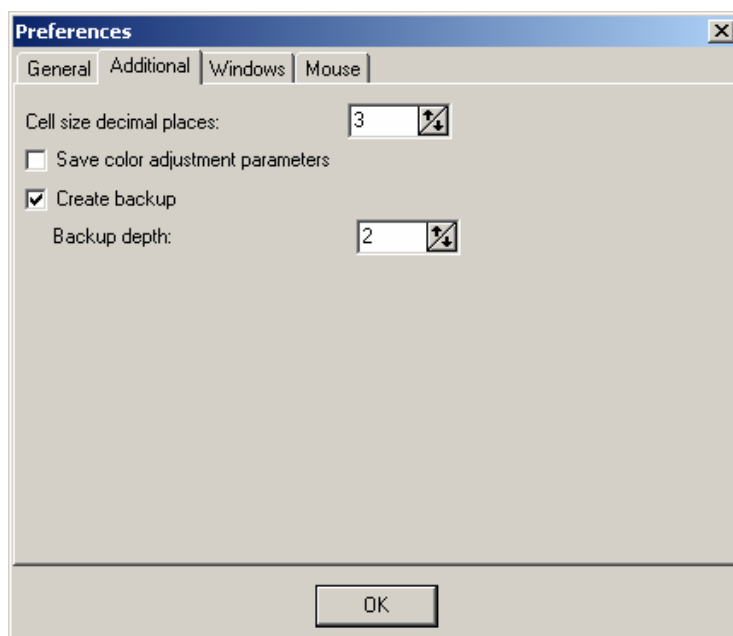 Preferences
General Additional Windows Mouse
Cell size decimal places: 3
Save color adjustment parameters
Create backup
Backup depth: 2
OK